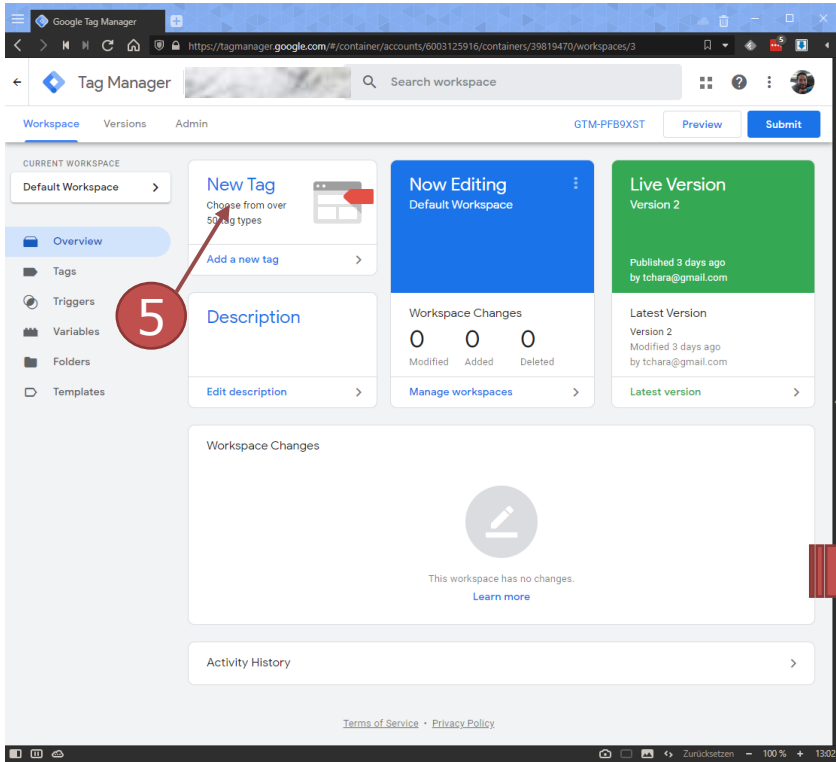 Google Tag Manager
https://tagmanager.google.com/#/container/accounts/6003125916/containers/39819470/workspaces/3
5
Tag Manager
Search workspace
Workspace Versions Admin
GTM-PFB9XST Preview Submit
CURRENT WORKSPACE
Default Workspace
Overview
Tags
Triggers
Variables
Folders
Templates
5
New Tag
Choose from over
50 tag types
Add a new tag
Description
Edit description
Now Editing
Default Workspace
Workspace Changes
0 0 0
Modified Added Deleted
Manage workspaces
Live Version
Version 2
Published 3 days ago
by tchara@gmail.com
Latest Version
Version 2
Modified 3 days ago
by tchara@gmail.com
Latest version
Workspace Changes
This workspace has no changes.
Learn more
Activity History
Terms of Service • Privacy Policy
Zurücksetzen − 100 % + 13:02